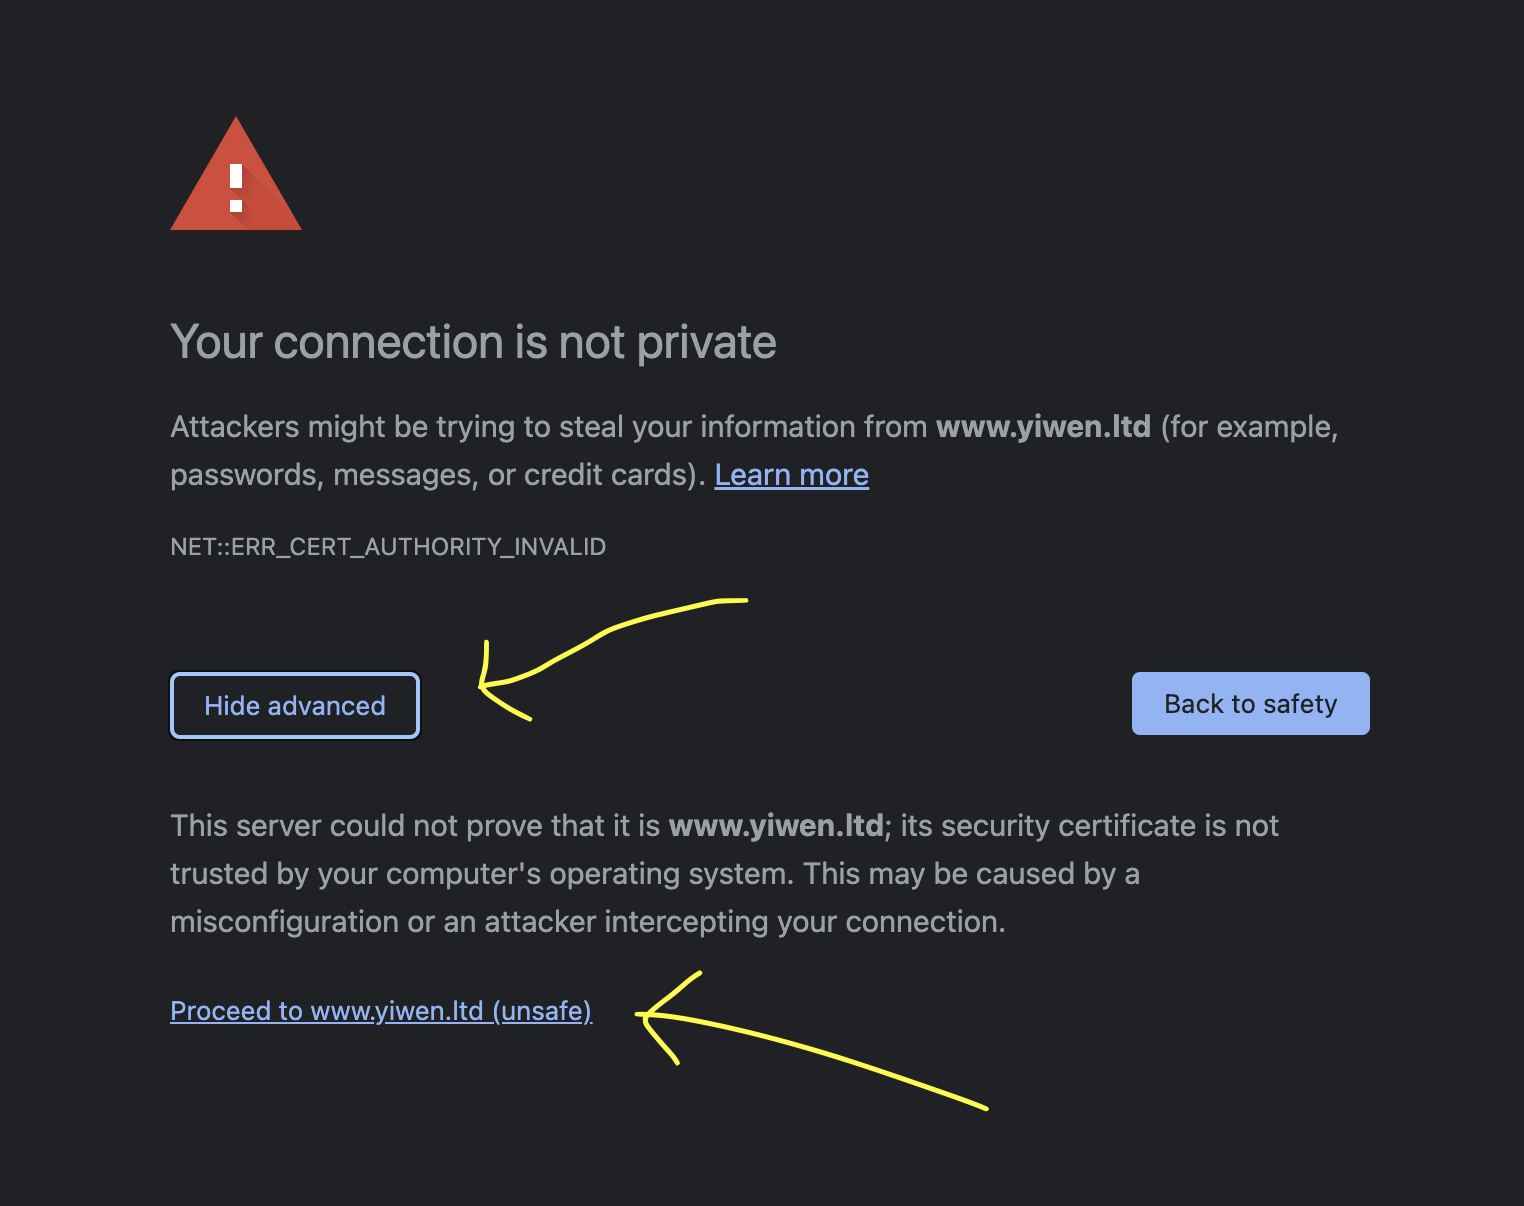 Your connection is not private
Attackers might be trying to steal your information from www.yiwen.ltd (for example,
passwords, messages, or credit cards). Learn more
NET::ERR_CERT_AUTHORITY_INVALID
Hide advanced
Back to safety
This server could not prove that it is www.yiwen.ltd; its security certificate is not
trusted by your computer's operating system. This may be caused by a
misconfiguration or an attacker intercepting your connection.
Proceed to www.yiwen.ltd (unsafe)